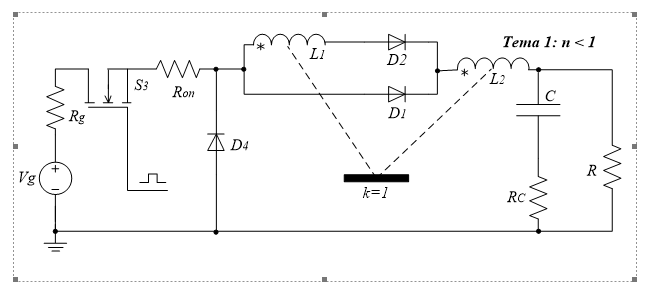 Tema 1: n < 1
L1
D2
L2
S3
Ron
D1
C
Rg
D4
R
Vg
+
−
k=1
RC
*
*